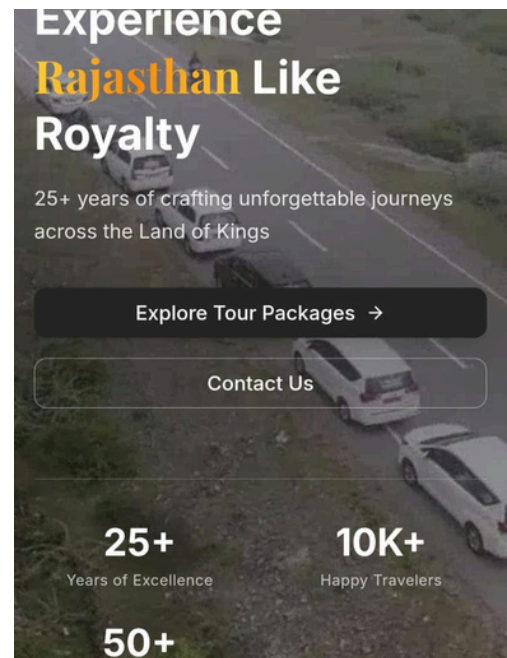 Experience
Rajasthan Like
Royalty
25+ years of crafting unforgettable journeys
across the Land of Kings
Explore Tour Packages →
Contact Us
25+
10K+
Years of Excellence
Happy Travelers
50+